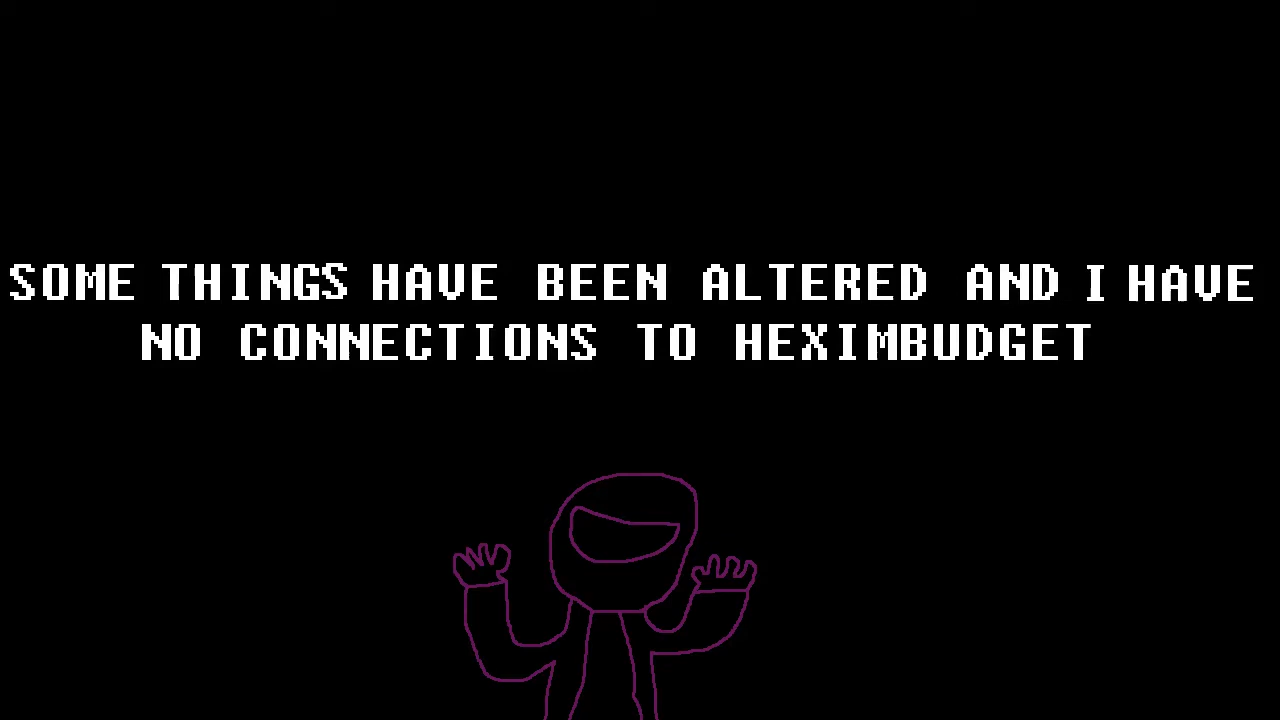 SOME THINGS HAVE BEEN ALTERED AND I HAVE
NO CONNECTIONS TO HEXIMBUDGET